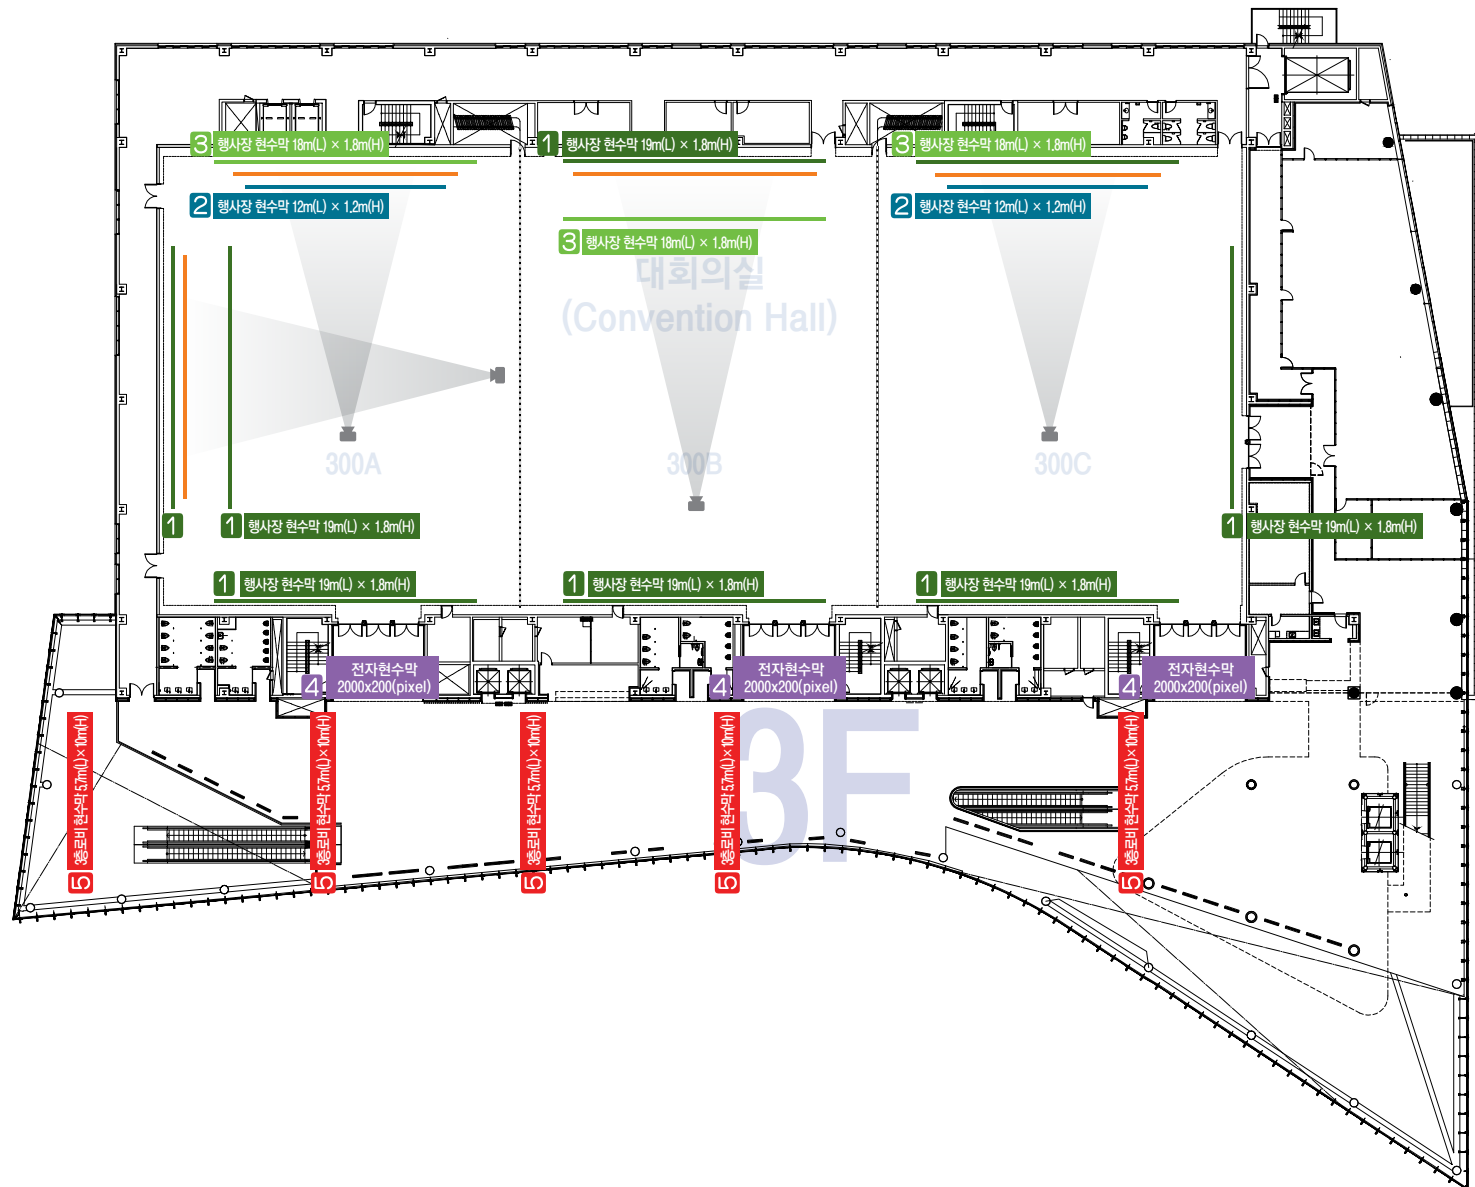 3 행사장 현수막 18m(L) × 1.8m(H)
1 행사장 현수막 19m(L) × 1.8m(H)
3 행사장 현수막 18m(L) × 1.8m(H)
2 행사장 현수막 12m(L) × 1.2m(H)
2 행사장 현수막 12m(L) × 1.2m(H)
3 행사장 현수막 18m(L) × 1.8m(H)
대회의실
(Convention Hall)
300A
300B
300C
1
1 행사장 현수막 19m(L) × 1.8m(H)
1 행사장 현수막 19m(L) × 1.8m(H)
1 행사장 현수막 19m(L) × 1.8m(H)
1 행사장 현수막 19m(L) × 1.8m(H)
1 행사장 현수막 19m(L) × 1.8m(H)
4 전자현수막
2000x200(pixel)
4 전자현수막
2000x200(pixel)
4 전자현수막
2000x200(pixel)
3F
5 3층로비 현수막 5.7m(L)×10m(H)
5 3층로비 현수막 5.7m(L)×10m(H)
5 3층로비 현수막 5.7m(L)×10m(H)
5 3층로비 현수막 5.7m(L)×10m(H)
5 3층로비 현수막 5.7m(L)×10m(H)